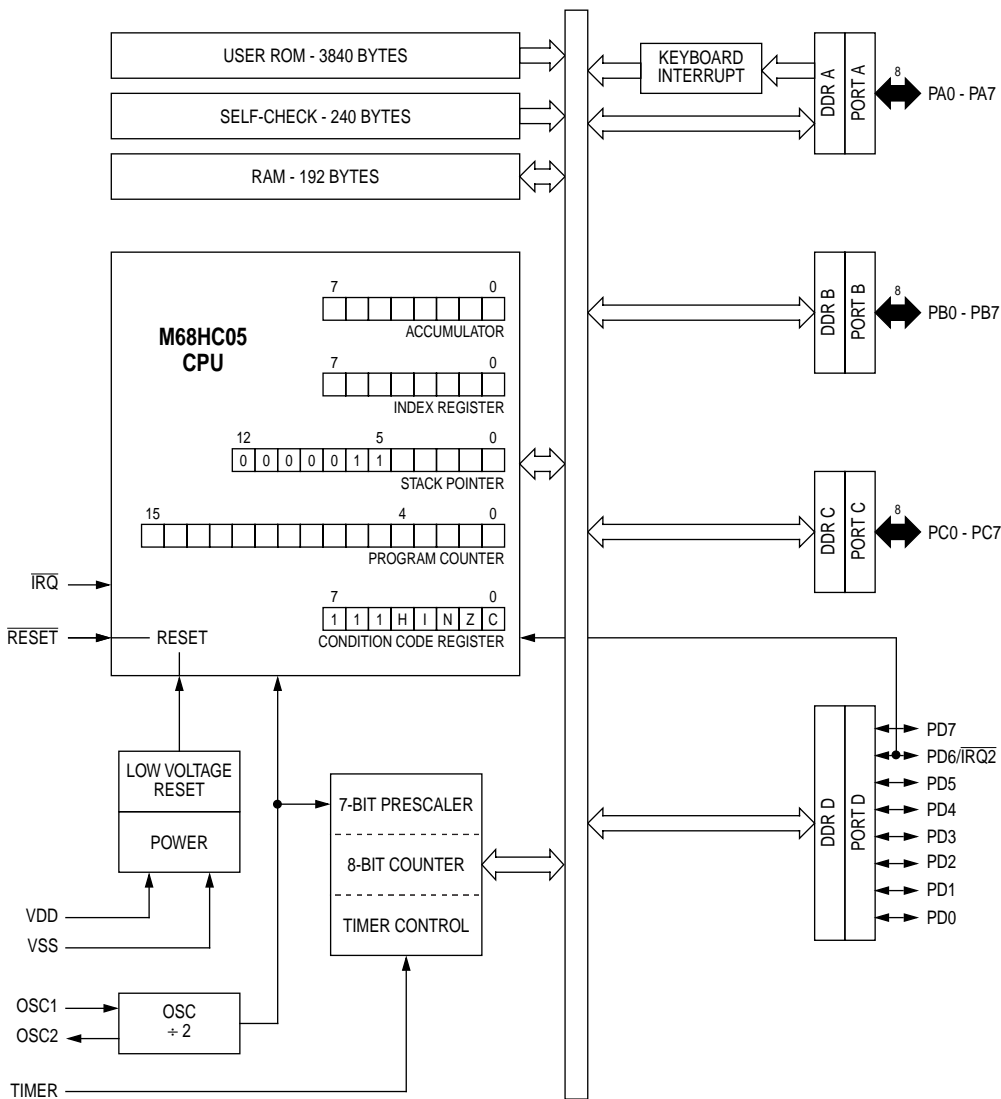 USER ROM - 3840 BYTES
SELF-CHECK - 240 BYTES
RAM - 192 BYTES
KEYBOARD
INTERRUPT
DDR A
PORT A
8
PA0 - PA7
M68HC05
CPU
7 0
ACCUMULATOR
7 0
INDEX REGISTER
12 5 0
0 0 0 0 0 1 1
STACK POINTER
15 4 0
PROGRAM COUNTER
7 0
1 1 1 H I N Z C
CONDITION CODE REGISTER
IRQ
RESET
RESET
DDR B
PORT B
8
PB0 - PB7
DDR C
PORT C
8
PC0 - PC7
LOW VOLTAGE
RESET
POWER
VDD
VSS
7-BIT PRESCALER
8-BIT COUNTER
TIMER CONTROL
DDR D
PORT D
PD7
PD6/IRQ2
PD5
PD4
PD3
PD2
PD1
PD0
OSC1
OSC2
OSC
÷ 2
TIMER